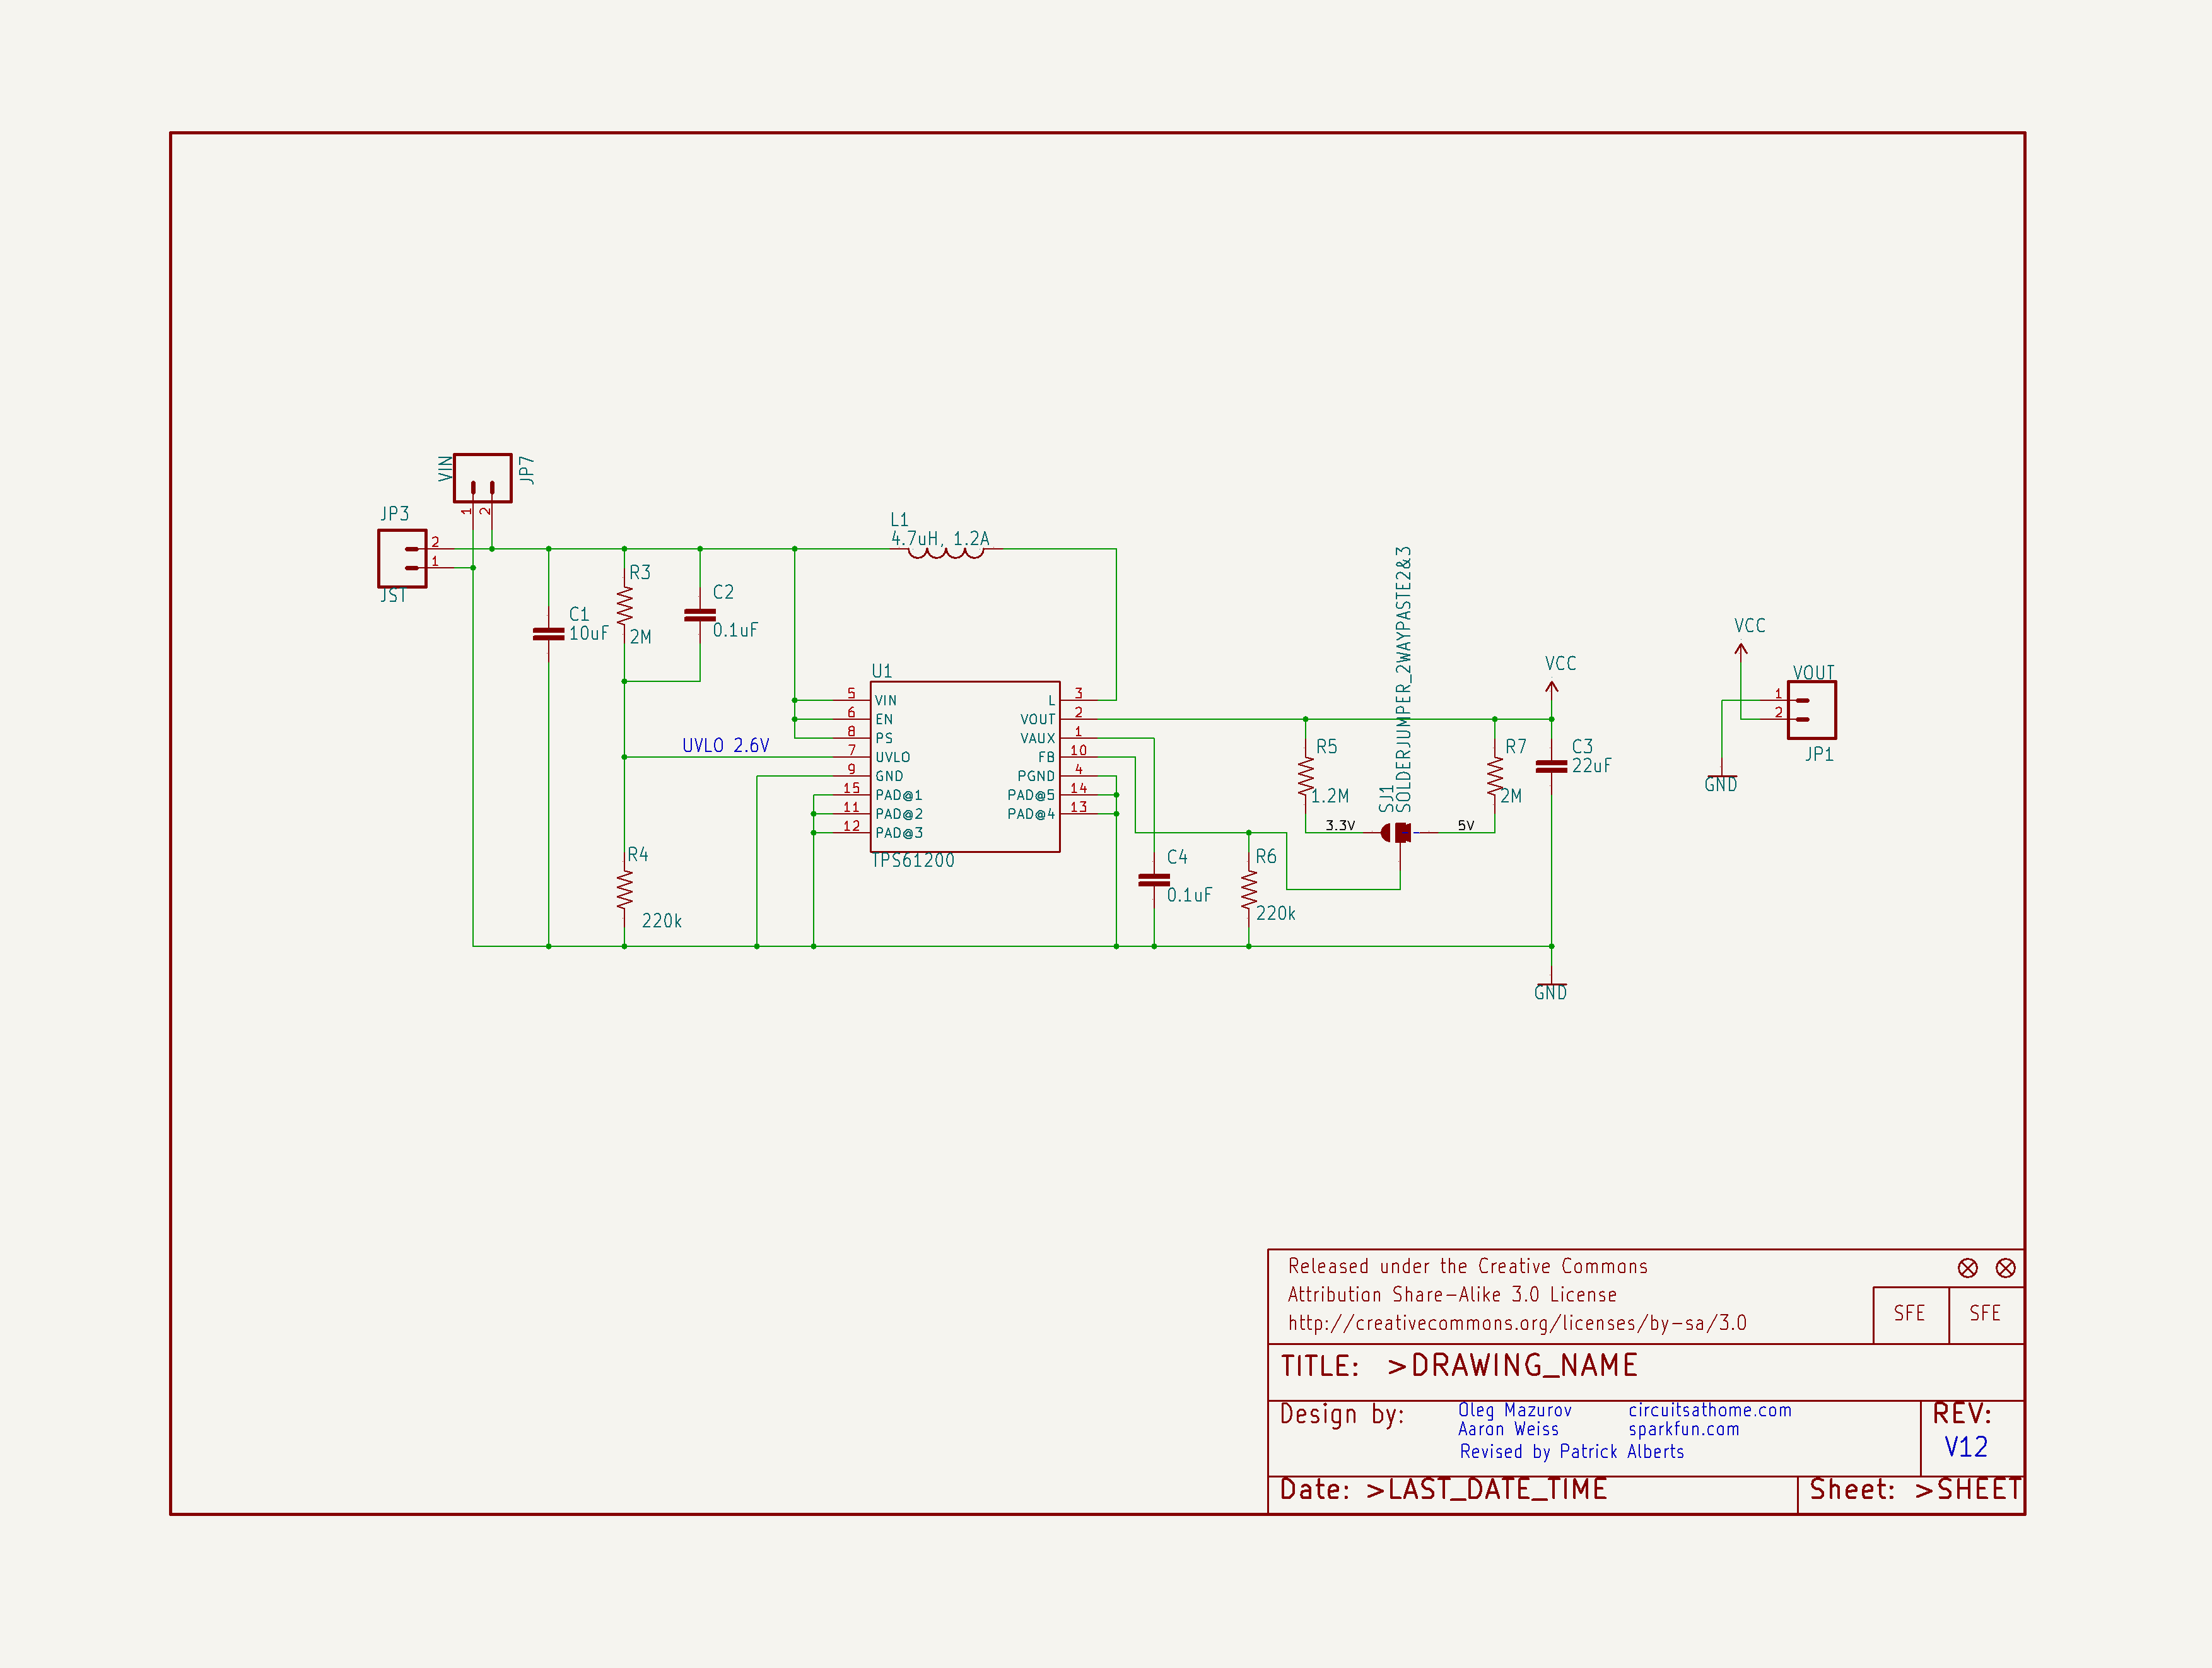 VIN
JP7
1
2
JP3
2
1
JST
L1
4.7uH, 1.2A
R3
2M
C1
10uF
C2
0.1uF
UVLO 2.6V
R4
220k
U1
5 VIN
6 EN
8 PS
7 UVLO
9 GND
15 PAD@1
11 PAD@2
12 PAD@3
L 3
VOUT 2
VAUX 1
FB 10
PGND 4
PAD@5 14
PAD@4 13
TPS61200
C4
0.1uF
R6
220k
R5
1.2M
3.3V
SJ1
SOLDERJUMPER_2WAYPASTE2&3
5V
R7
2M
VCC
C3
22uF
GND
VCC
VOUT
1
2
JP1
GND
Released under the Creative Commons
Attribution Share-Alike 3.0 License
http://creativecommons.org/licenses/by-sa/3.0
SFE SFE
TITLE: >DRAWING_NAME
Design by:
Oleg Mazurov circuitsathome.com
Aaron Weiss sparkfun.com
Revised by Patrick Alberts
REV:
V12
Date: >LAST_DATE_TIME
Sheet: >SHEET